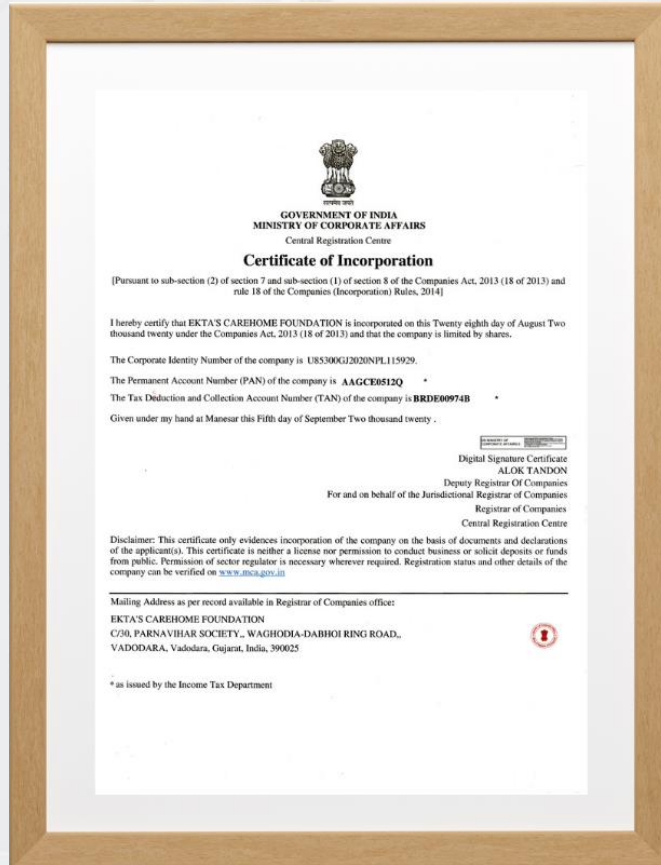 सत्यमेव जयते
GOVERNMENT OF INDIA
MINISTRY OF CORPORATE AFFAIRS
Central Registration Centre
Certificate of Incorporation
[Pursuant to sub-section (2) of section 7 and sub-section (1) of section 8 of the Companies Act, 2013 (18 of 2013) and
rule 18 of the Companies (Incorporation) Rules, 2014]
I hereby certify that EKTA'S CAREHOME FOUNDATION is incorporated on this Twenty eighth day of August Two
thousand twenty under the Companies Act, 2013 (18 of 2013) and that the company is limited by shares.
The Corporate Identity Number of the company is U85300GJ2020NPL115929.
The Permanent Account Number (PAN) of the company is AAGCE0512Q *
The Tax Deduction and Collection Account Number (TAN) of the company is BRDE00974B *
Given under my hand at Manesar this Fifth day of September Two thousand twenty .
Digital Signature Certificate
ALOK TANDON
Deputy Registrar Of Companies
For and on behalf of the Jurisdictional Registrar of Companies
Registrar of Companies
Central Registration Centre
Disclaimer: This certificate only evidences incorporation of the company on the basis of documents and declarations
of the applicant(s). This certificate is neither a license nor permission to conduct business or solicit deposits or funds
from public. Permission of sector regulator is necessary wherever required. Registration status and other details of the
company can be verified on www.mca.gov.in
Mailing Address as per record available in Registrar of Companies office:
EKTA'S CAREHOME FOUNDATION
C/30, PARNAVIHAR SOCIETY,, WAGHODIA-DABHOI RING ROAD,,
VADODARA, Vadodara, Gujarat, India, 390025
* as issued by the Income Tax Department